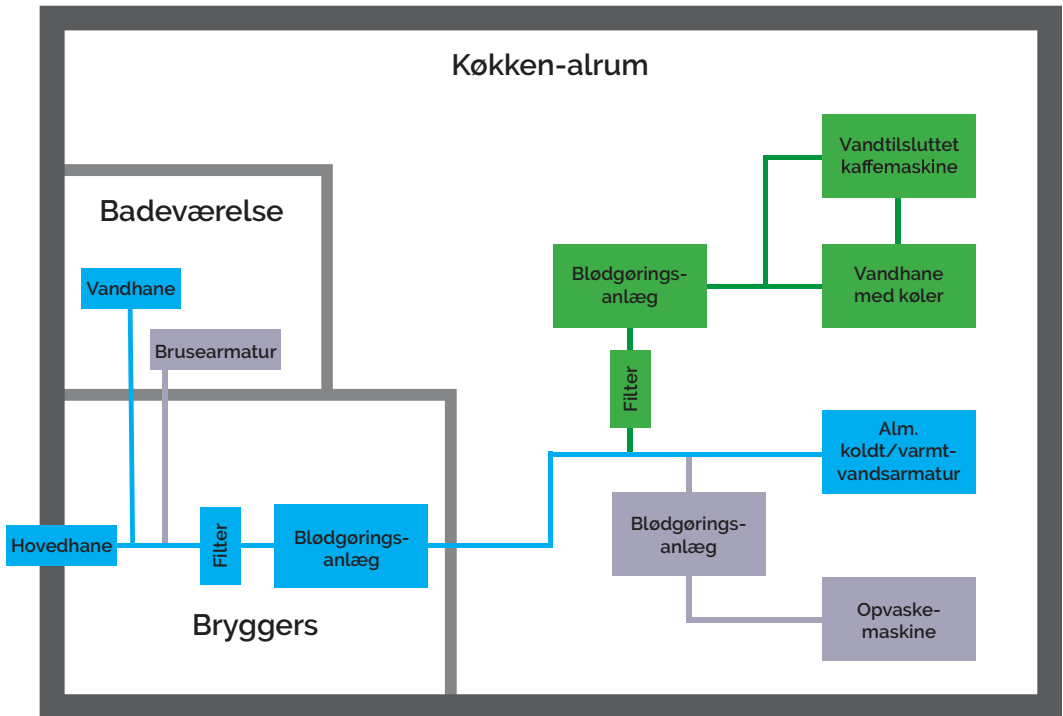 Køkken-alrum
Vandtilsluttet
kaffemaskine
Badeværelse
Blødgørings-
anlæg
Vandhane
med køler
Vandhane
Brusearmatur
Filter
Alm.
koldt/varmt-
vandsarmatur
Hovedhane
Filter
Blødgørings-
anlæg
Blødgørings-
anlæg
Bryggers
Opvaske-
maskine